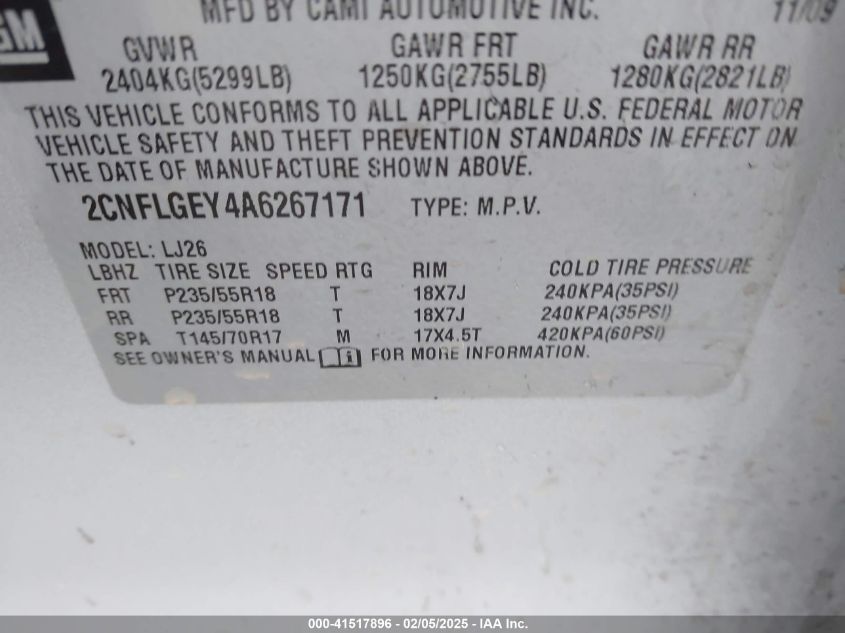 GM
MFD BY CAMI AUTOMOTIVE INC. 11/09
GVWR GAWR FRT GAWR RR
2404KG(5299LB) 1250KG(2755LB) 1280KG(2821LB)
THIS VEHICLE CONFORMS TO ALL APPLICABLE U.S. FEDERAL MOTOR
VEHICLE SAFETY AND THEFT PREVENTION STANDARDS IN EFFECT ON
THE DATE OF MANUFACTURE SHOWN ABOVE.
2CNFLGEY4A6267171 TYPE: M.P.V.
MODEL: LJ26
LBHZ TIRE SIZE SPEED RTG RIM COLD TIRE PRESSURE
FRT P235/55R18 T 18X7J 240KPA(35PSI)
RR P235/55R18 T 18X7J 240KPA(35PSI)
SPA T145/70R17 M 17X4.5T 420KPA(60PSI)
SEE OWNER'S MANUAL i FOR MORE INFORMATION.
000-41517896 - 02/05/2025 - IAA Inc.